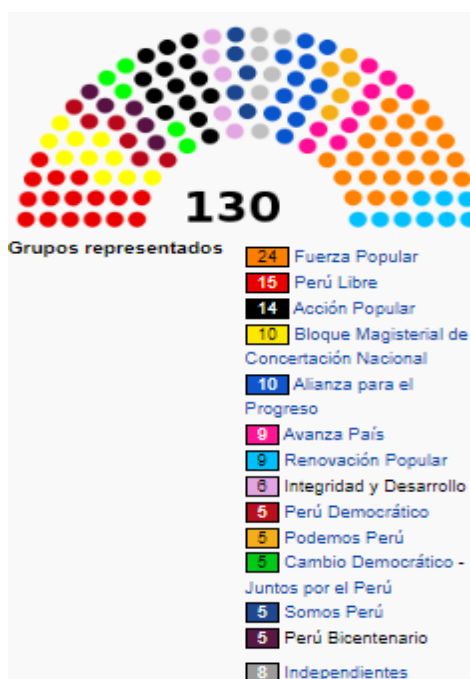 130
Grupos representados
24 Fuerza Popular
15 Perú Libre
14 Acción Popular
10 Bloque Magisterial de
Concertación Nacional
10 Alianza para el
Progreso
9 Avanza País
9 Renovación Popular
6 Integridad y Desarrollo
5 Perú Democrático
5 Podemos Perú
5 Cambio Democrático -
Juntos por el Perú
5 Somos Perú
5 Perú Bicentenario
8 Independientes